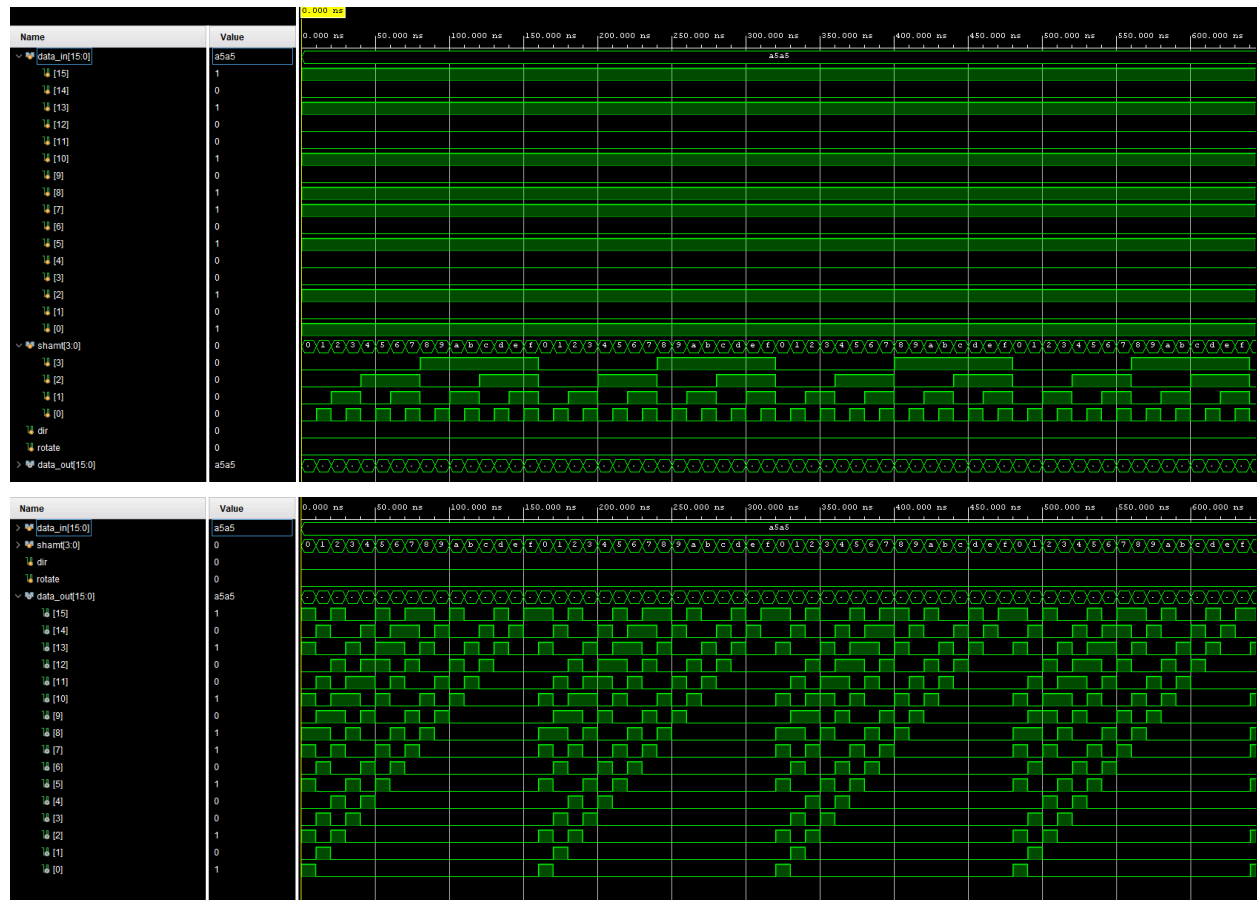 0.000 ns
Name Value 0.000 ns 50.000 ns 100.000 ns 150.000 ns 200.000 ns 250.000 ns 300.000 ns 350.000 ns 400.000 ns 450.000 ns 500.000 ns 550.000 ns 600.000 ns
data_in[15:0] a5a5 a5a5
[15] 1
[14] 0
[13] 1
[12] 0
[11] 0
[10] 1
[9] 0
[8] 1
[7] 1
[6] 0
[5] 1
[4] 0
[3] 0
[2] 1
[1] 0
[0] 1
shamt[3:0] 0 0 1 2 3 4 5 6 7 8 9 a b c d e f 0 1 2 3 4 5 6 7 8 9 a b c d e f 0 1 2 3 4 5 6 7 8 9 a b c d e f 0 1 2 3 4 5 6 7 8 9 a b c d e f
[3] 0
[2] 0
[1] 0
[0] 0
dir 0
rotate 0
data_out[15:0] a5a5
Name Value 0.000 ns 50.000 ns 100.000 ns 150.000 ns 200.000 ns 250.000 ns 300.000 ns 350.000 ns 400.000 ns 450.000 ns 500.000 ns 550.000 ns 600.000 ns
data_in[15:0] a5a5 a5a5
shamt[3:0] 0 0 1 2 3 4 5 6 7 8 9 a b c d e f 0 1 2 3 4 5 6 7 8 9 a b c d e f 0 1 2 3 4 5 6 7 8 9 a b c d e f 0 1 2 3 4 5 6 7 8 9 a b c d e f
dir 0
rotate 0
data_out[15:0] a5a5
[15] 1
[14] 0
[13] 1
[12] 0
[11] 0
[10] 1
[9] 0
[8] 1
[7] 1
[6] 0
[5] 1
[4] 0
[3] 0
[2] 1
[1] 0
[0] 1